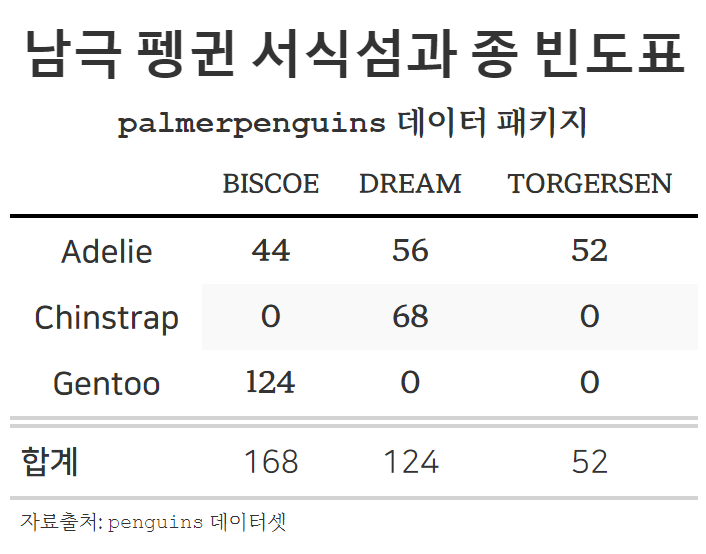 남극 펭귄 서식섬과 종 빈도표
palmerpenguins 데이터 패키지
BISCOE DREAM TORGERSEN
Adelie 44 56 52
Chinstrap 0 68 0
Gentoo 124 0 0
합계 168 124 52
자료출처: penguins 데이터셋